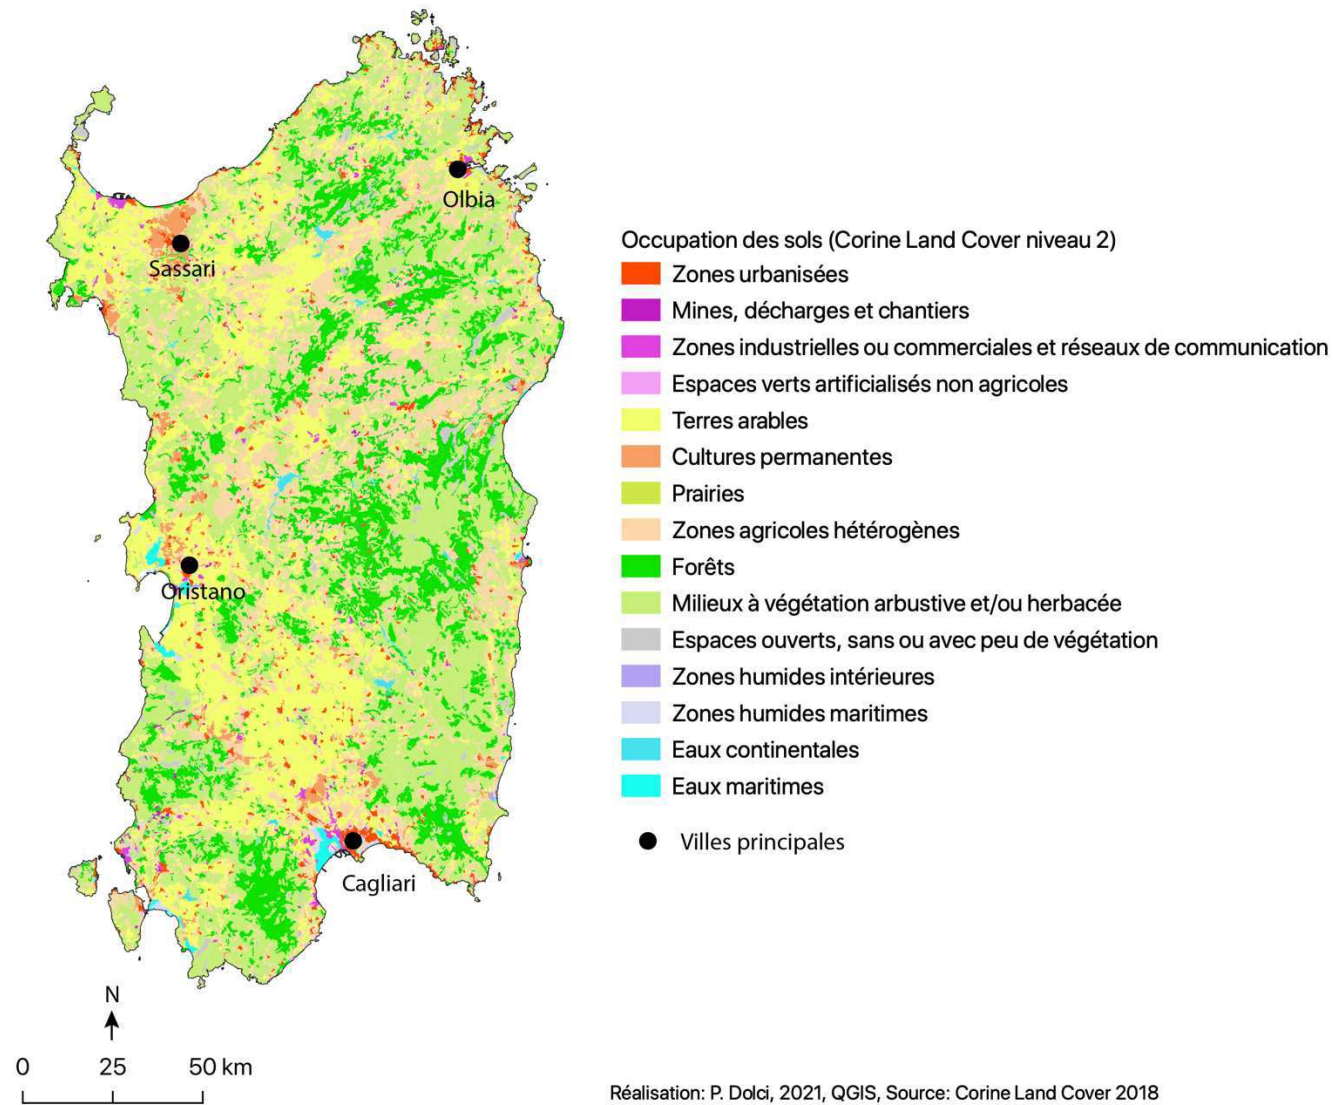 Olbia
Sassari
Oristano
Cagliari
N
0 25 50 km
Occupation des sols (Corine Land Cover niveau 2)
Zones urbanisées
Mines, décharges et chantiers
Zones industrielles ou commerciales et réseaux de communication
Espaces verts artificialisés non agricoles
Terres arables
Cultures permanentes
Prairies
Zones agricoles hétérogènes
Forêts
Milieux à végétation arbustive et/ou herbacée
Espaces ouverts, sans ou avec peu de végétation
Zones humides intérieures
Zones humides maritimes
Eaux continentales
Eaux maritimes
Villes principales
Réalisation: P. Dolci, 2021, QGIS, Source: Corine Land Cover 2018